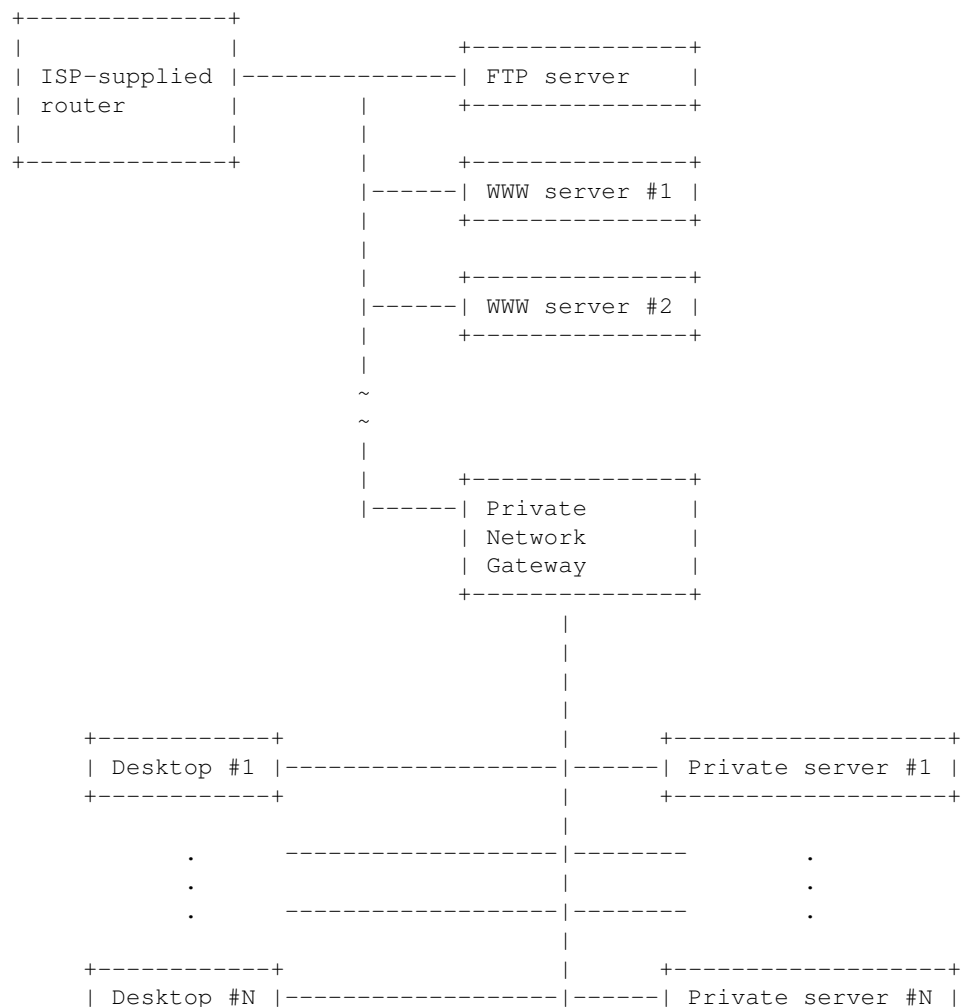 ISP-supplied
router
FTP server
WWW server #1
WWW server #2
~
~
Private
Network
Gateway
Desktop #1
Private server #1
. .
. .
. .
Desktop #N
Private server #N